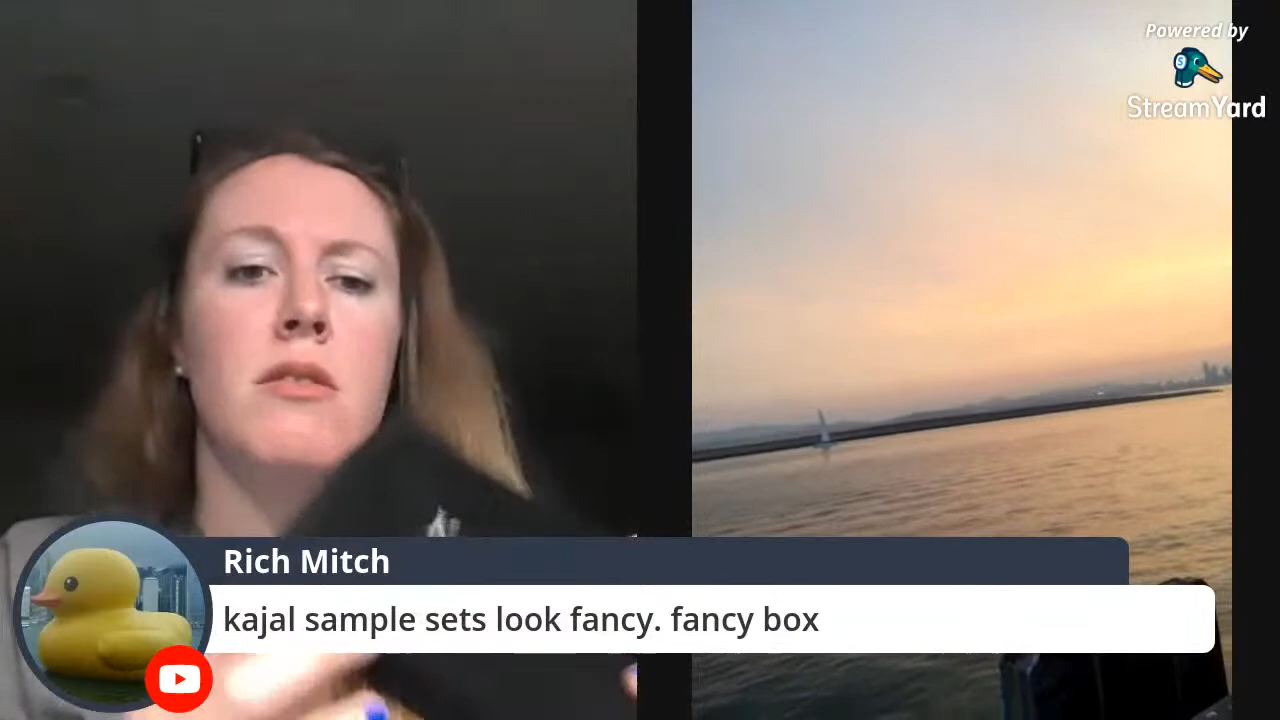 Powered by
StreamYard
Rich Mitch
kajal sample sets look fancy. fancy box